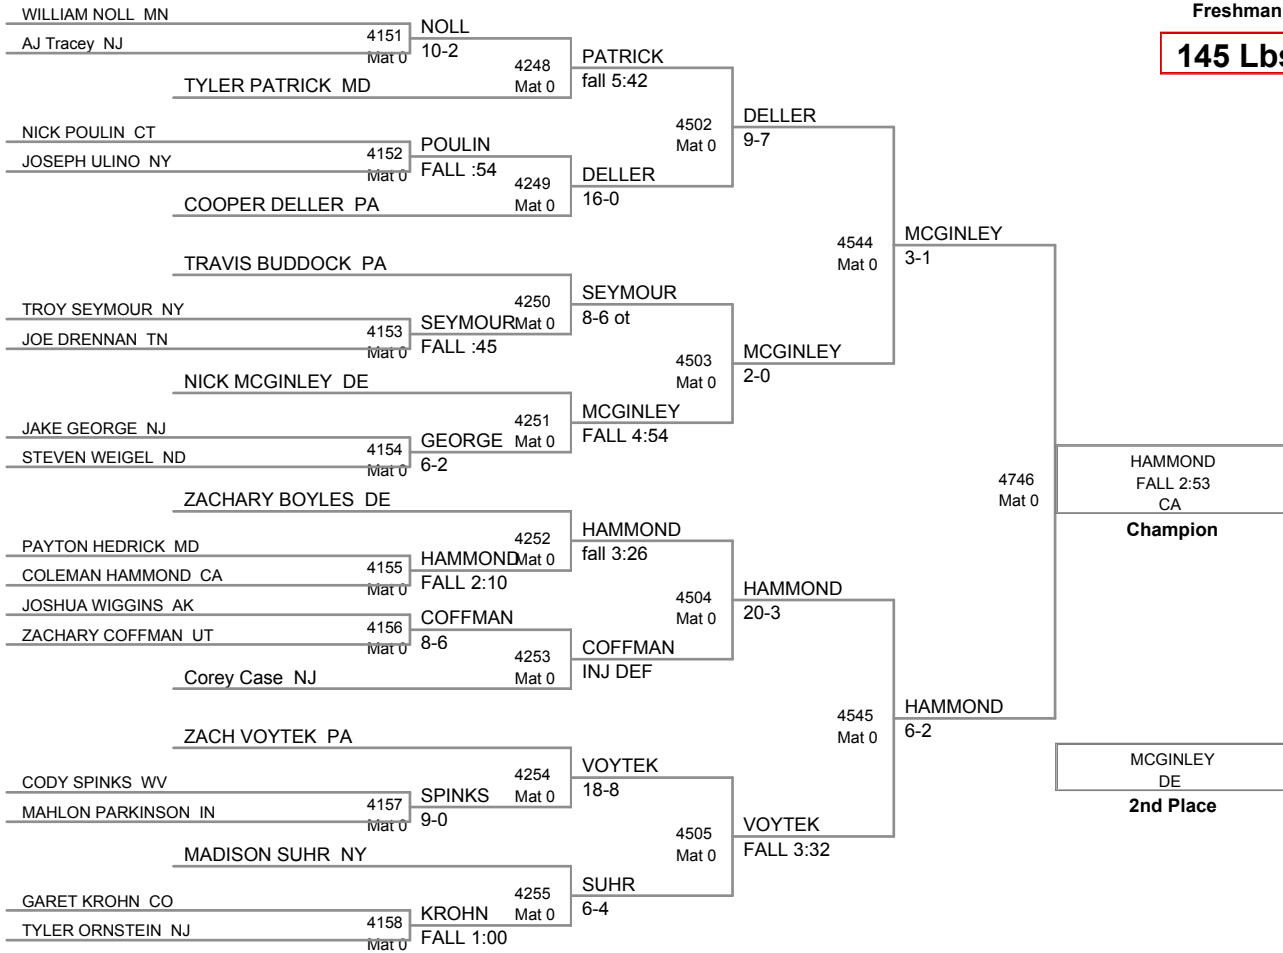 Freshman
145 Lbs
WILLIAM NOLL MN
AJ Tracey NJ
4151
Mat 0
NOLL
10-2
TYLER PATRICK MD
4248
Mat 0
PATRICK
fall 5:42
NICK POULIN CT
JOSEPH ULINO NY
4152
Mat 0
POULIN
FALL :54
COOPER DELLER PA
4249
Mat 0
DELLER
16-0
4502
Mat 0
DELLER
9-7
TRAVIS BUDDOCK PA
TROY SEYMOUR NY
JOE DRENNAN TN
4153
Mat 0
SEYMOUR
FALL :45
4250
Mat 0
SEYMOUR
8-6 ot
NICK MCGINLEY DE
JAKE GEORGE NJ
STEVEN WEIGEL ND
4154
Mat 0
GEORGE
6-2
4251
Mat 0
MCGINLEY
FALL 4:54
4503
Mat 0
MCGINLEY
2-0
4544
Mat 0
MCGINLEY
3-1
ZACHARY BOYLES DE
PAYTON HEDRICK MD
COLEMAN HAMMOND CA
4155
Mat 0
HAMMOND
FALL 2:10
4252
Mat 0
HAMMOND
fall 3:26
JOSHUA WIGGINS AK
ZACHARY COFFMAN UT
4156
Mat 0
COFFMAN
8-6
Corey Case NJ
4253
Mat 0
COFFMAN
INJ DEF
4504
Mat 0
HAMMOND
20-3
ZACH VOYTEK PA
CODY SPINKS WV
MAHLON PARKINSON IN
4157
Mat 0
SPINKS
9-0
4254
Mat 0
VOYTEK
18-8
MADISON SUHR NY
GARET KROHN CO
TYLER ORNSTEIN NJ
4158
Mat 0
KROHN
FALL 1:00
4255
Mat 0
SUHR
6-4
4505
Mat 0
VOYTEK
FALL 3:32
4545
Mat 0
HAMMOND
6-2
4746
Mat 0
HAMMOND
FALL 2:53
CA
Champion
MCGINLEY
DE
2nd Place